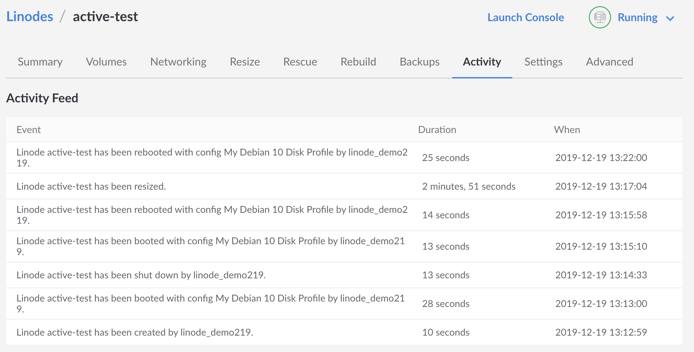 Linodes / active-test Launch Console Running
Summary Volumes Networking Resize Rescue Rebuild Backups Activity Settings Advanced
Activity Feed
Event Duration When
Linode active-test has been rebooted with config My Debian 10 Disk Profile by linode_demo2
19. 25 seconds 2019-12-19 13:22:00
Linode active-test has been resized. 2 minutes, 51 seconds 2019-12-19 13:17:04
Linode active-test has been rebooted with config My Debian 10 Disk Profile by linode_demo2
19. 14 seconds 2019-12-19 13:15:58
Linode active-test has been booted with config My Debian 10 Disk Profile by linode_demo21
9. 13 seconds 2019-12-19 13:15:10
Linode active-test has been shut down by linode_demo219. 13 seconds 2019-12-19 13:14:33
Linode active-test has been booted with config My Debian 10 Disk Profile by linode_demo21
9. 28 seconds 2019-12-19 13:13:00
Linode active-test has been created by linode_demo219. 10 seconds 2019-12-19 13:12:59